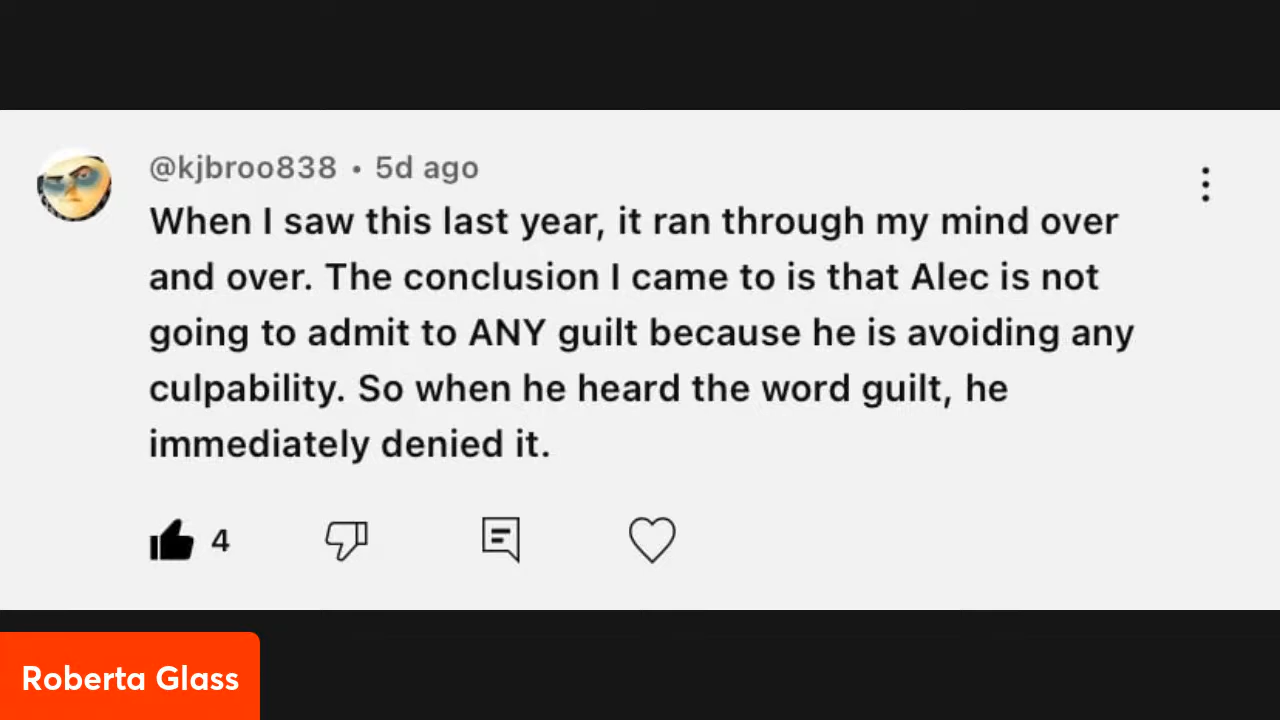 @kjbroo838 • 5d ago
When I saw this last year, it ran through my mind over
and over. The conclusion I came to is that Alec is not
going to admit to ANY guilt because he is avoiding any
culpability. So when he heard the word guilt, he
immediately denied it.
4
Roberta Glass